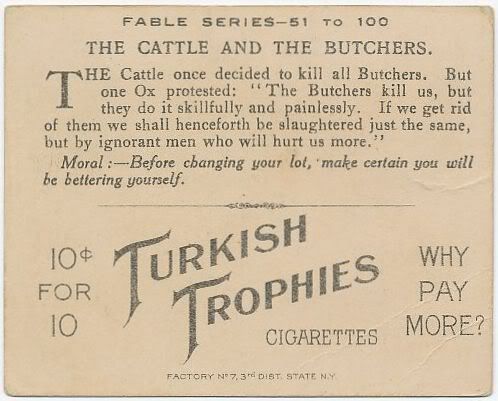 FABLE SERIES—51 TO 100
THE CATTLE AND THE BUTCHERS.
THE Cattle once decided to kill all Butchers. But
one Ox protested: "The Butchers kill us, but
they do it skillfully and painlessly. If we get rid
of them we shall henceforth be slaughtered just the same,
but by ignorant men who will hurt us more."
Moral:—Before changing your lot, make certain you will
be bettering yourself.
10¢
FOR
10
TURKISH
TROPHIES
CIGARETTES
WHY
PAY
MORE?
FACTORY Nº 7, 3rd DIST. STATE N.Y.